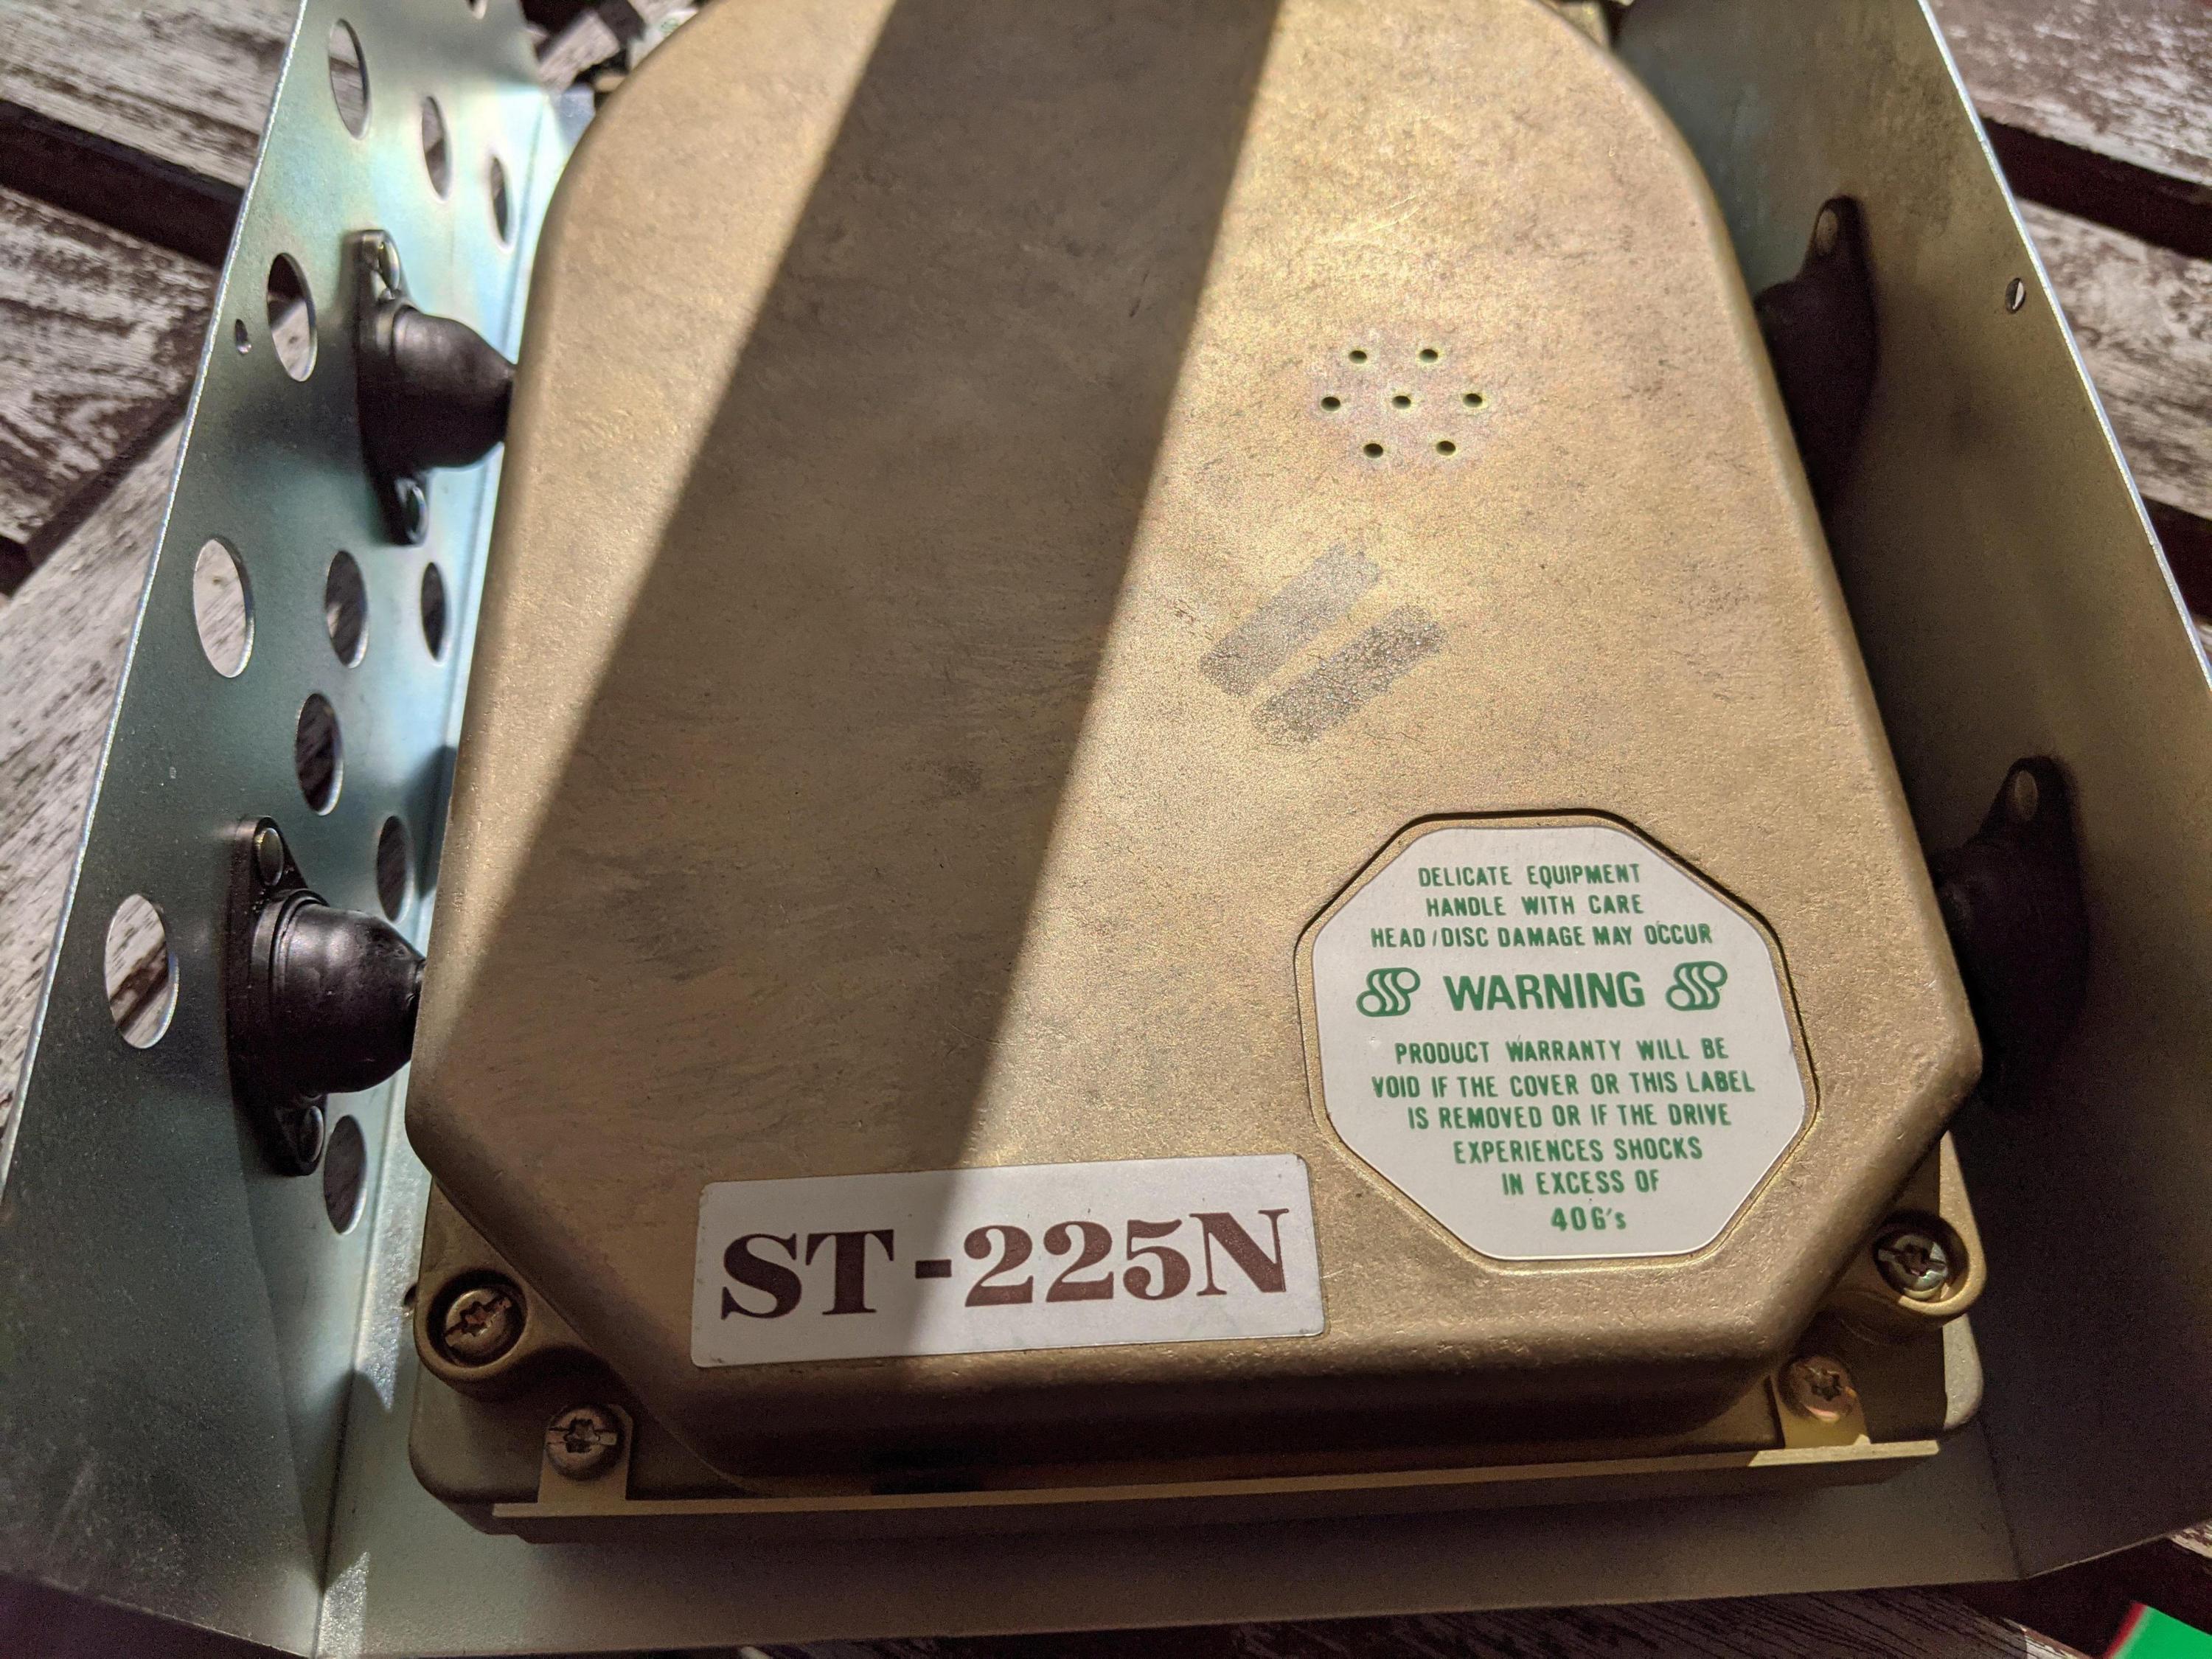 DELICATE EQUIPMENT
HANDLE WITH CARE
HEAD/DISC DAMAGE MAY OCCUR
WARNING
PRODUCT WARRANTY WILL BE
VOID IF THE COVER OR THIS LABEL
IS REMOVED OR IF THE DRIVE
EXPERIENCES SHOCKS
IN EXCESS OF
40G's
ST-225N